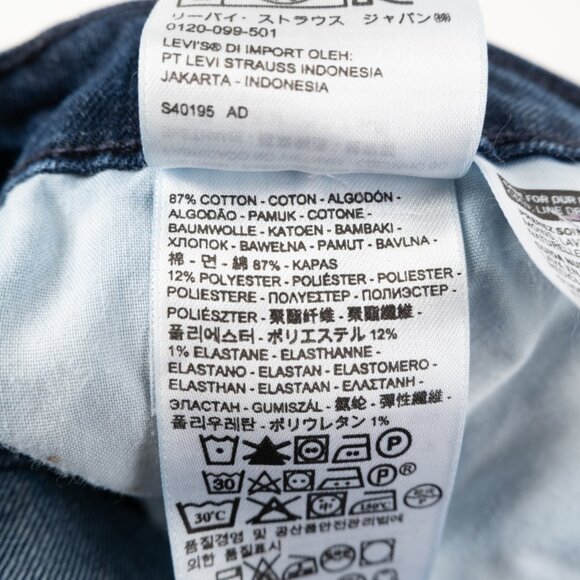 リーバイ・ストラウス ジャパン㈱
0120-099-501
LEVI'S® DI IMPORT OLEH:
PT LEVI STRAUSS INDONESIA
JAKARTA - INDONESIA
S40195 AD
87% COTTON - COTON - ALGODÓN -
ALGODÃO - PAMUK - COTONE -
BAUMWOLLE - KATOEN - BAMBAKI -
ХЛОПОК - BAWEŁNA - PAMUT - BAVLNA -
棉 - 면 - 綿 87% - KAPAS
12% POLYESTER - POLIÉSTER - POLIESTER -
POLIESTERE - ΠΟΛΥΕΣΤΕΡ - ПОЛИЭСТЕР -
POLIÉSZTER - 聚酯纤维 - 聚酯纖維 -
폴리에스터 - ポリエステル 12%
1% ELASTANE - ELASTHANNE -
ELASTANO - ELASTAN - ELASTOMERO -
ELASTHAN - ELASTAAN - ΕΛΑΣΤΑΝΗ -
ЭЛАСТАН - GUMISZÁL - 氨纶 - 彈性纖維 -
폴리우레탄 - ポリウレタン 1%
P
30 P
30°C
품질경영 및 공산품안전관리법에
의한 품질표시
FOR OUR
LINE D